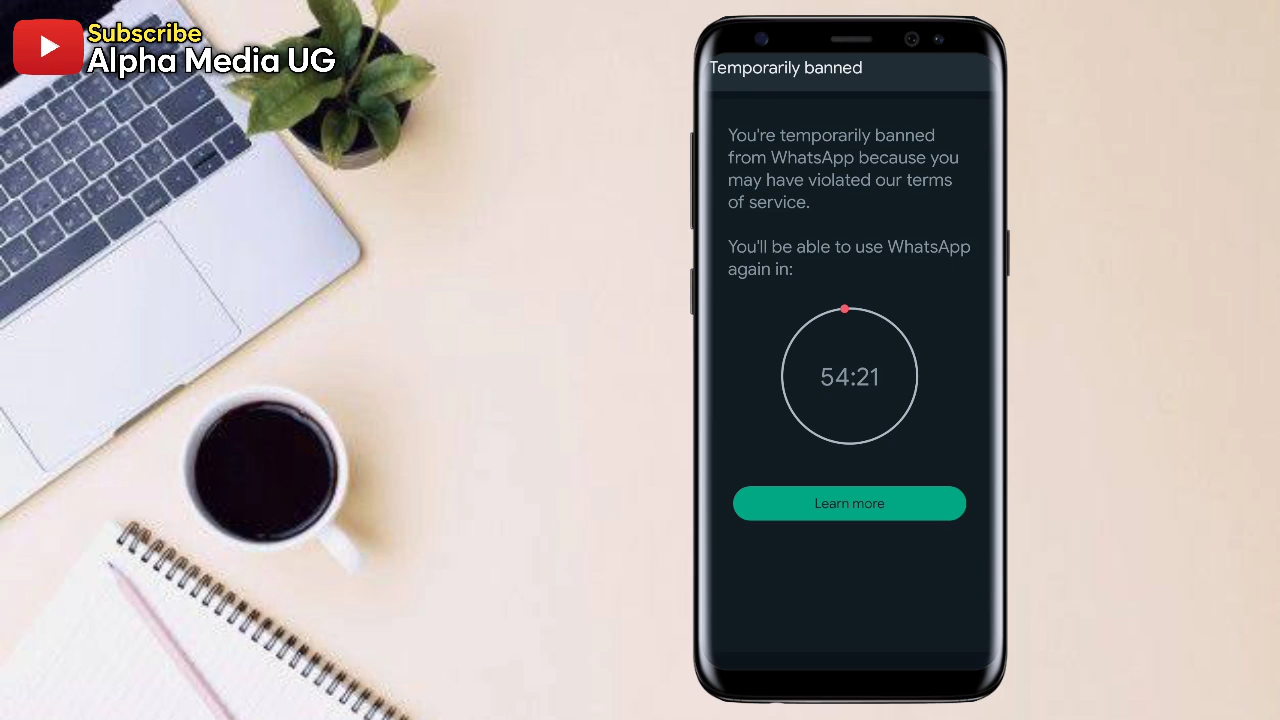 Subscribe
Alpha Media UG
Temporarily banned
You're temporarily banned
from WhatsApp because you
may have violated our terms
of service.
You'll be able to use WhatsApp
again in:
54:21
Learn more